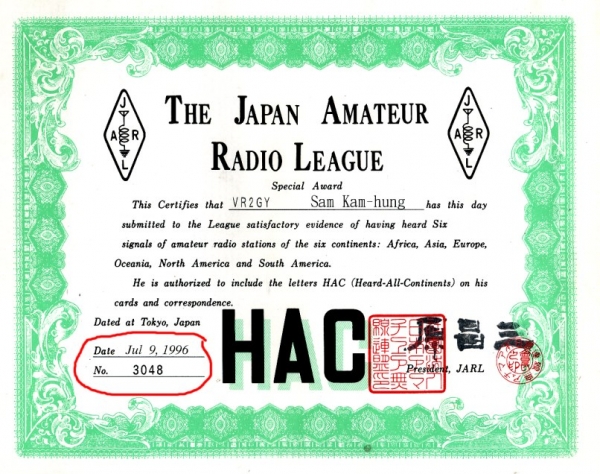 J A R L
THE JAPAN AMATEUR
RADIO LEAGUE
J A R L
Special Award
This Certifies that VR2GY Sam Kam-hung has this day
submitted to the League satisfactory evidence of having heard Six
signals of amateur radio stations of the six continents: Africa, Asia, Europe,
Oceania, North America and South America.
He is authorized to include the letters HAC (Heard-All-Continents) on his
cards and correspondence.
Dated at Tokyo, Japan
Date Jul 9, 1996
No. 3048
HAC
原昌三
President, JARL